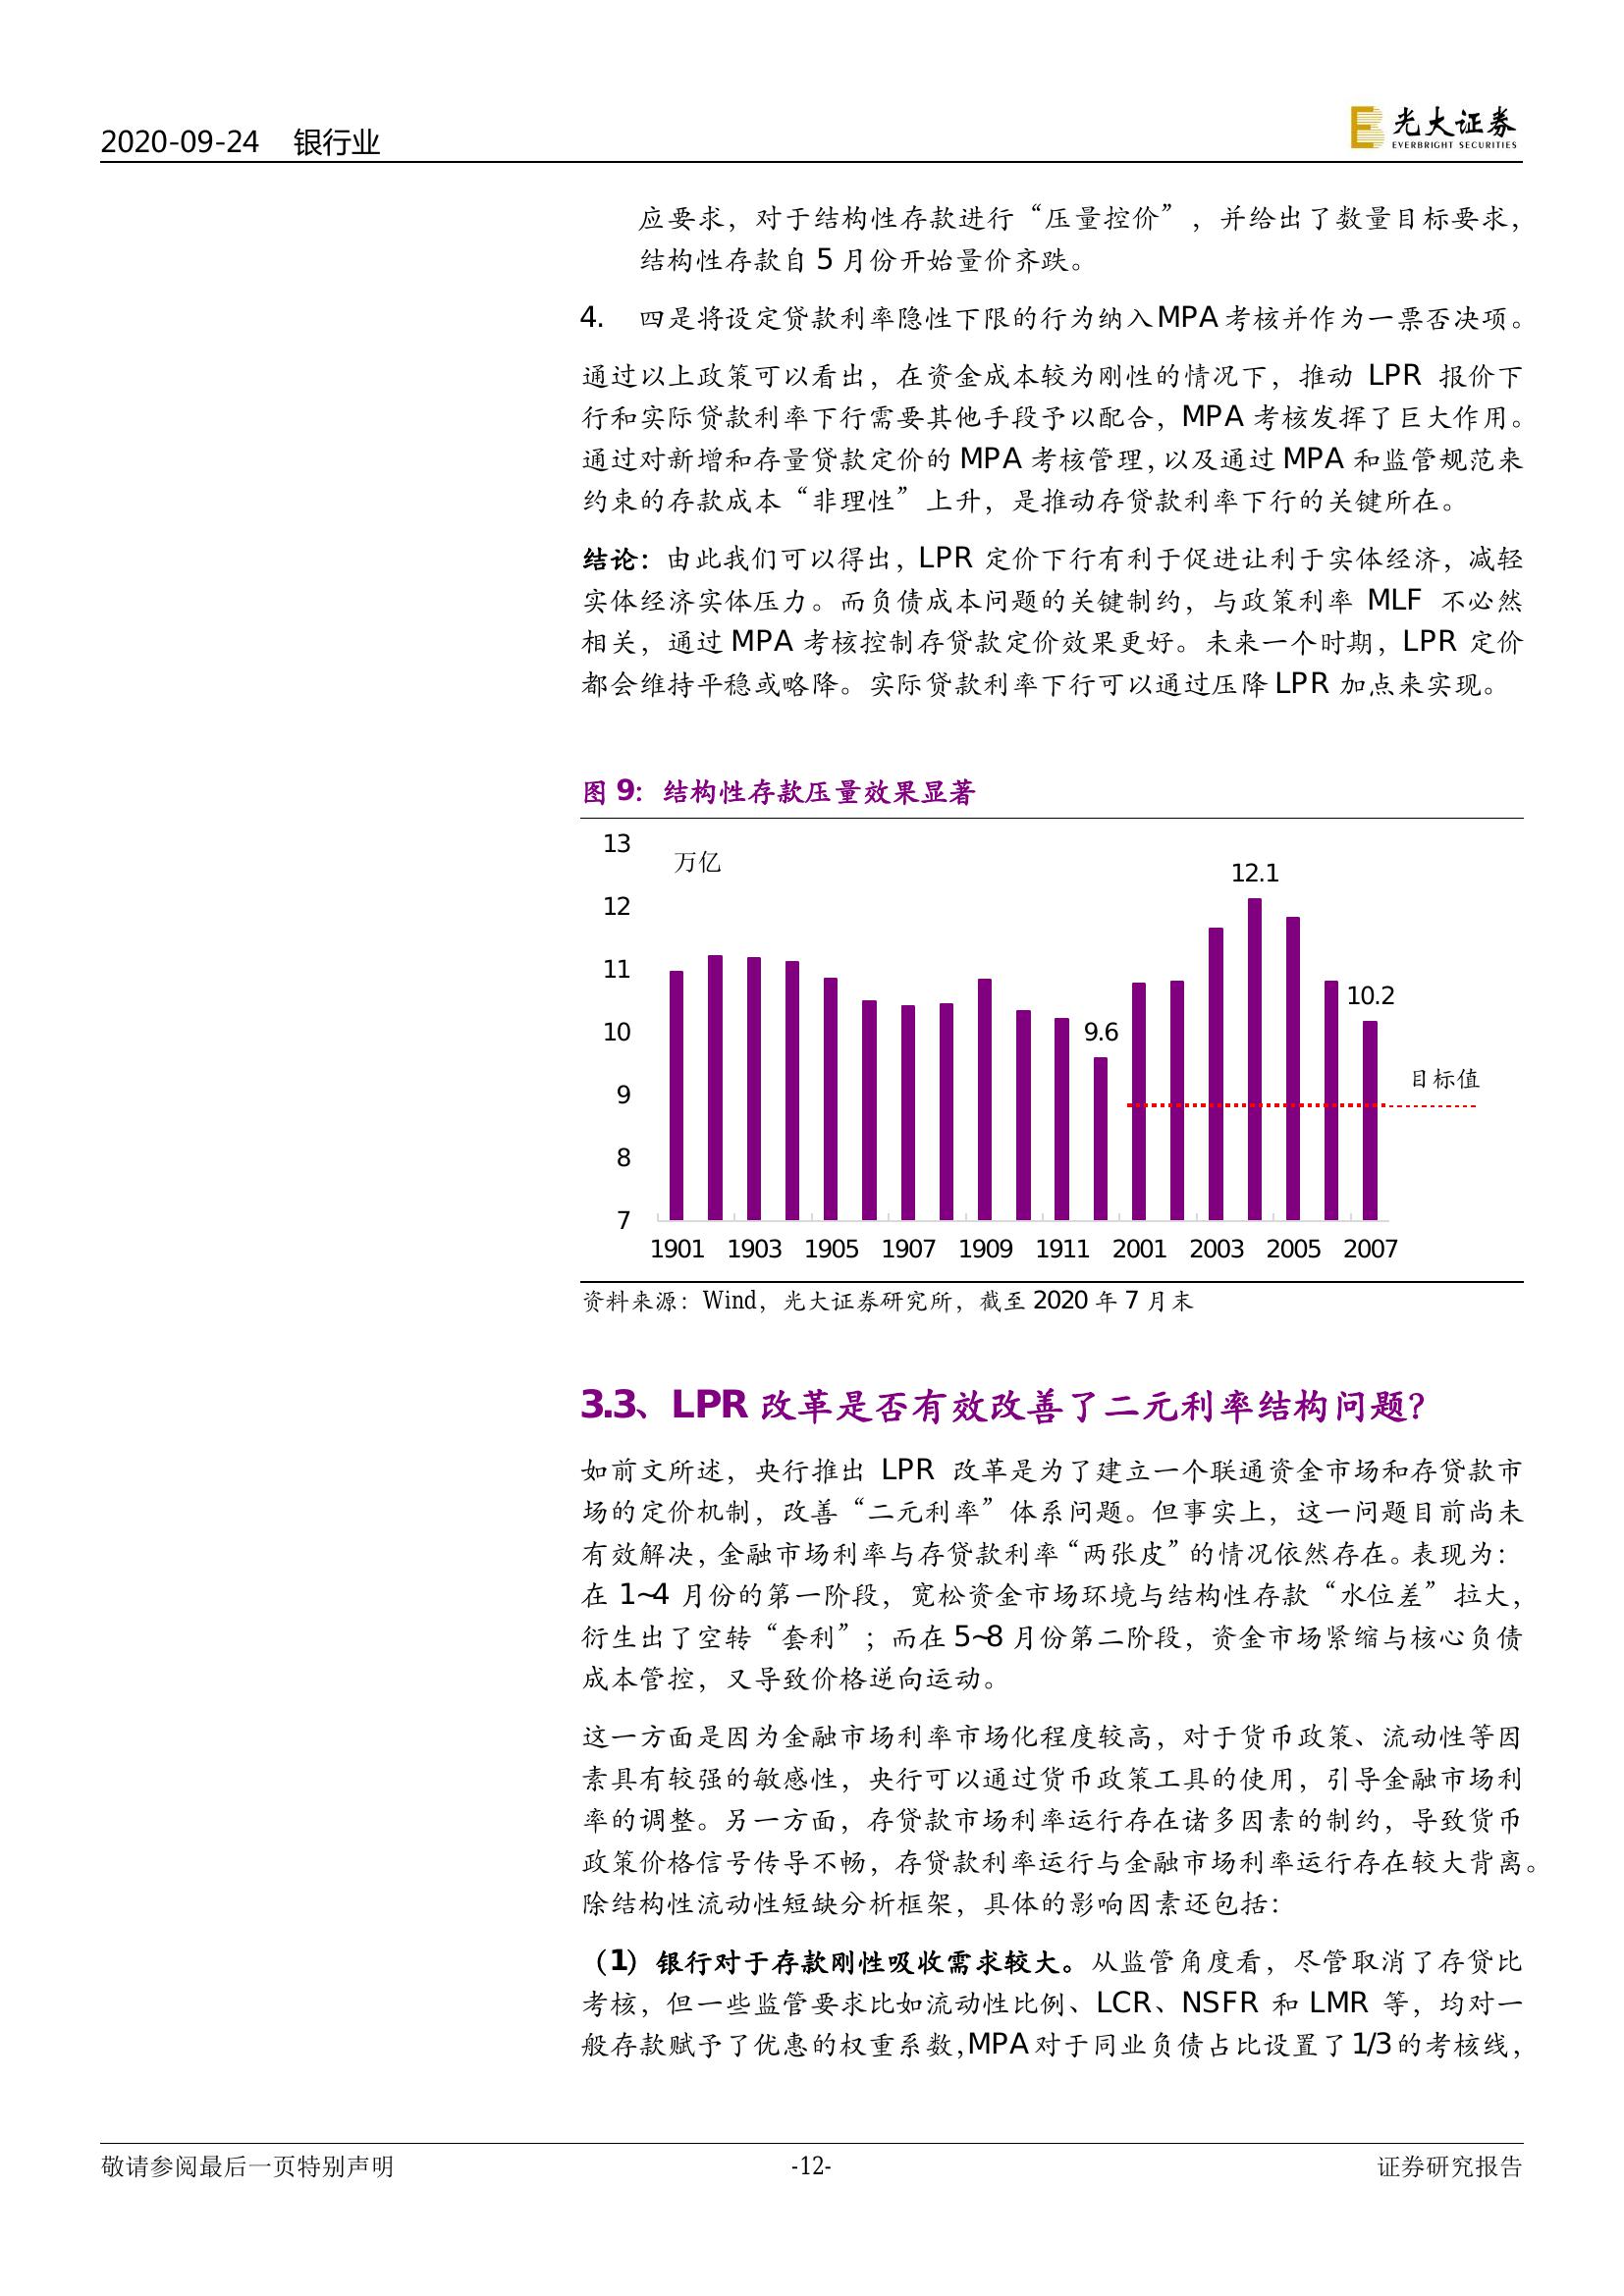 2020-09-24 银行业
光大证券
EVERBRIGHT SECURITIES
应要求，对于结构性存款进行“压量控价”，并给出了数量目标要求，
结构性存款自 5 月份开始量价齐跌。
4. 四是将设定贷款利率隐性下限的行为纳入 MPA 考核并作为一票否决项。
通过以上政策可以看出，在资金成本较为刚性的情况下，推动 LPR 报价下
行和实际贷款利率下行需要其他手段予以配合，MPA 考核发挥了巨大作用。
通过对新增和存量贷款定价的 MPA 考核管理，以及通过 MPA 和监管规范来
约束的存款成本“非理性”上升，是推动存贷款利率下行的关键所在。
结论：由此我们可以得出，LPR 定价下行有利于促进让利于实体经济，减轻
实体经济实体压力。而负债成本问题的关键制约，与政策利率 MLF 不必然
相关，通过 MPA 考核控制存贷款定价效果更好。未来一个时期，LPR 定价
都会维持平稳或略降。实际贷款利率下行可以通过压降 LPR 加点来实现。
图 9：结构性存款压量效果显著
13
万亿
12.1
12
11
10.2
10
9.6
目标值
9
8
7
1901 1903 1905 1907 1909 1911 2001 2003 2005 2007
资料来源：Wind，光大证券研究所，截至 2020 年 7 月末
3.3、LPR 改革是否有效改善了二元利率结构问题？
如前文所述，央行推出 LPR 改革是为了建立一个联通资金市场和存贷款市
场的定价机制，改善“二元利率”体系问题。但事实上，这一问题目前尚未
有效解决，金融市场利率与存贷款利率“两张皮”的情况依然存在。表现为：
在 1~4 月份的第一阶段，宽松资金市场环境与结构性存款“水位差”拉大，
衍生出了空转“套利”；而在 5~8 月份第二阶段，资金市场紧缩与核心负债
成本管控，又导致价格逆向运动。
这一方面是因为金融市场利率市场化程度较高，对于货币政策、流动性等因
素具有较强的敏感性，央行可以通过货币政策工具的使用，引导金融市场利
率的调整。另一方面，存贷款市场利率运行存在诸多因素的制约，导致货币
政策价格信号传导不畅，存贷款利率运行与金融市场利率运行存在较大背离。
除结构性流动性短缺分析框架，具体的影响因素还包括：
（1）银行对于存款刚性吸收需求较大。从监管角度看，尽管取消了存贷比
考核，但一些监管要求比如流动性比例、LCR、NSFR 和 LMR 等，均对一
般存款赋予了优惠的权重系数，MPA 对于同业负债占比设置了 1/3 的考核线，
敬请参阅最后一页特别声明 -12- 证券研究报告